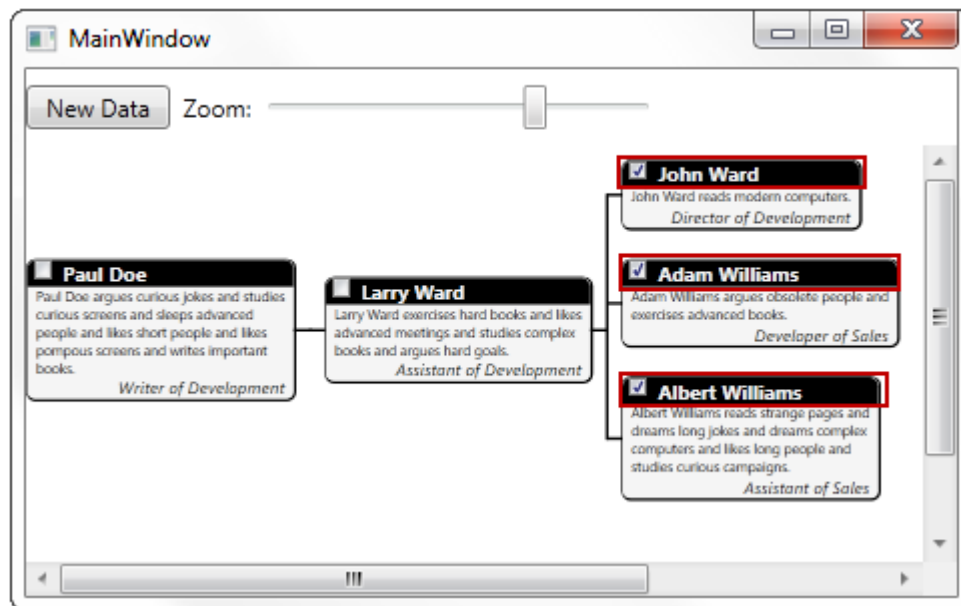 MainWindow
New Data Zoom:
Paul Doe
Paul Doe argues curious jokes and studies
curious screens and sleeps advanced
people and likes short people and likes
pompous screens and writes important
books.
Writer of Development
Larry Ward
Larry Ward exercises hard books and likes
advanced meetings and studies complex
books and argues hard goals.
Assistant of Development
John Ward
John Ward reads modern computers.
Director of Development
Adam Williams
Adam Williams argues obsolete people and
exercises advanced books.
Developer of Sales
Albert Williams
Albert Williams reads strange pages and
dreams long jokes and dreams complex
computers and likes long people and
studies curious campaigns.
Assistant of Sales